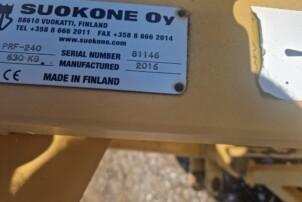 SUOKONE Oy
88610 VUOKATTI, FINLAND
TEL +358 8 666 2011 FAX +358 8 666 2014
www.suokone.com
PRF-240 SERIAL NUMBER 81146
630 KG. MANUFACTURED 2016
CE MADE IN FINLAND